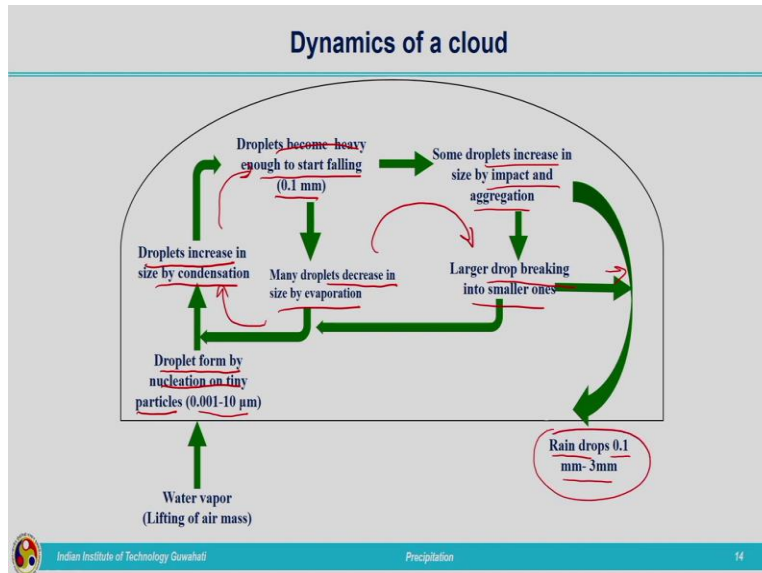 Dynamics of a cloud
Droplets become heavy
enough to start falling
(0.1 mm)
Some droplets increase in
size by impact and
aggregation
Droplets increase in
size by condensation
Many droplets decrease in
size by evaporation
Larger drop breaking
into smaller ones
Droplet form by
nucleation on tiny
particles (0.001-10 μm)
Rain drops 0.1
mm- 3mm
Water vapor
(Lifting of air mass)
Indian Institute of Technology Guwahati
Precipitation
14